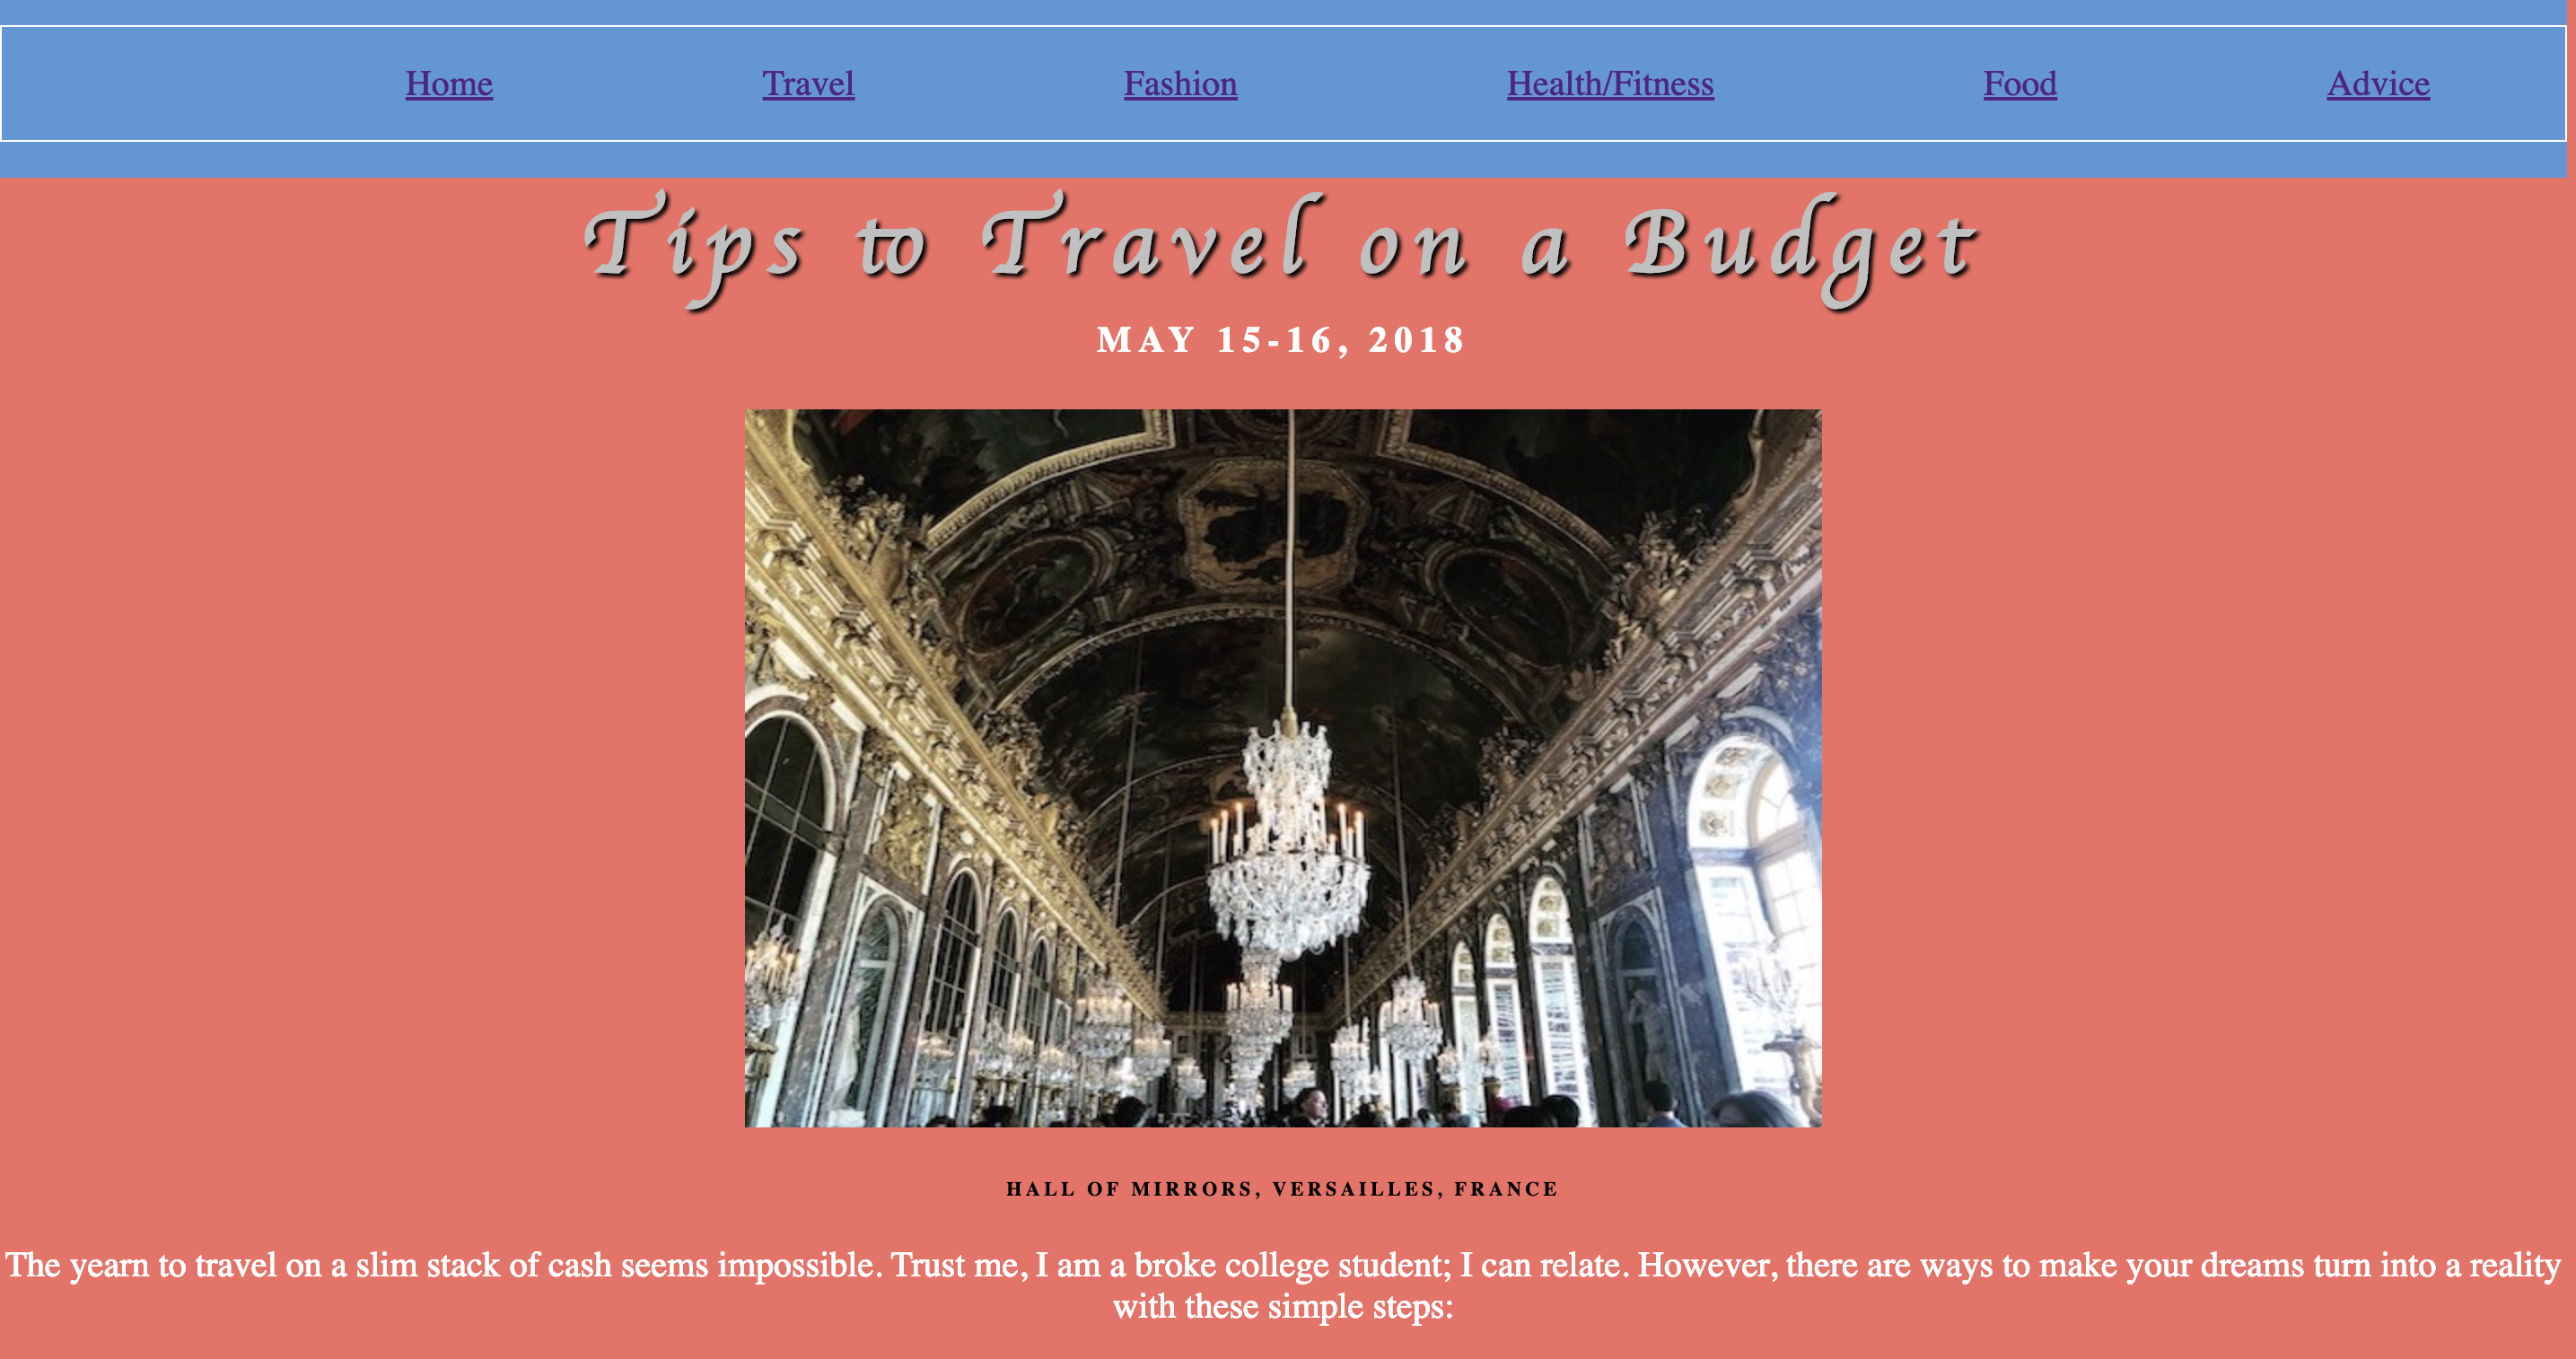 Home Travel Fashion Health/Fitness Food Advice
Tips to Travel on a Budget
MAY 15-16, 2018
HALL OF MIRRORS, VERSAILLES, FRANCE
The yearn to travel on a slim stack of cash seems impossible. Trust me, I am a broke college student; I can relate. However, there are ways to make your dreams turn into a reality
with these simple steps: